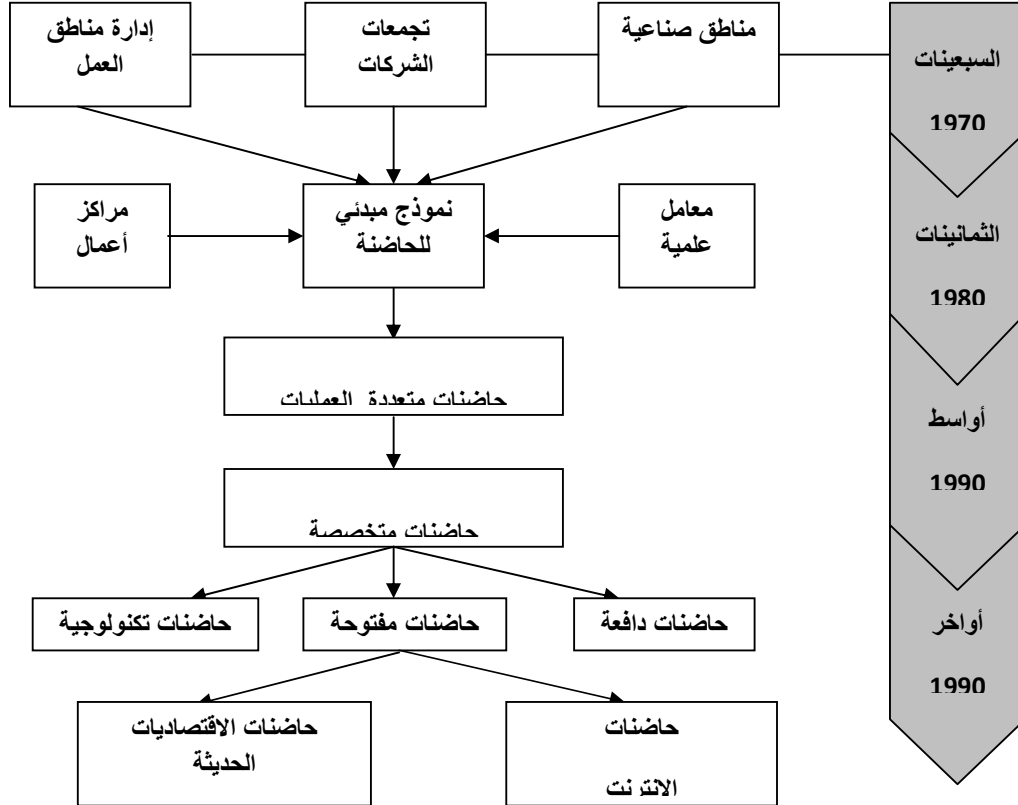 مناطق صناعية
تجمعات
الشركات
إدارة مناطق
العمل
السبعينات
1970
معامل
علمية
نموذج مبدئي
للحاضنة
مراكز
أعمال
الثمانينات
1980
حاضنات متعددة العمليات
أواسط
1990
حاضنات متخصصة
حاضنات دافعة
حاضنات مفتوحة
حاضنات تكنولوجية
أواخر
1990
حاضنات
الانترنت
حاضنات الاقتصاديات
الحديثة